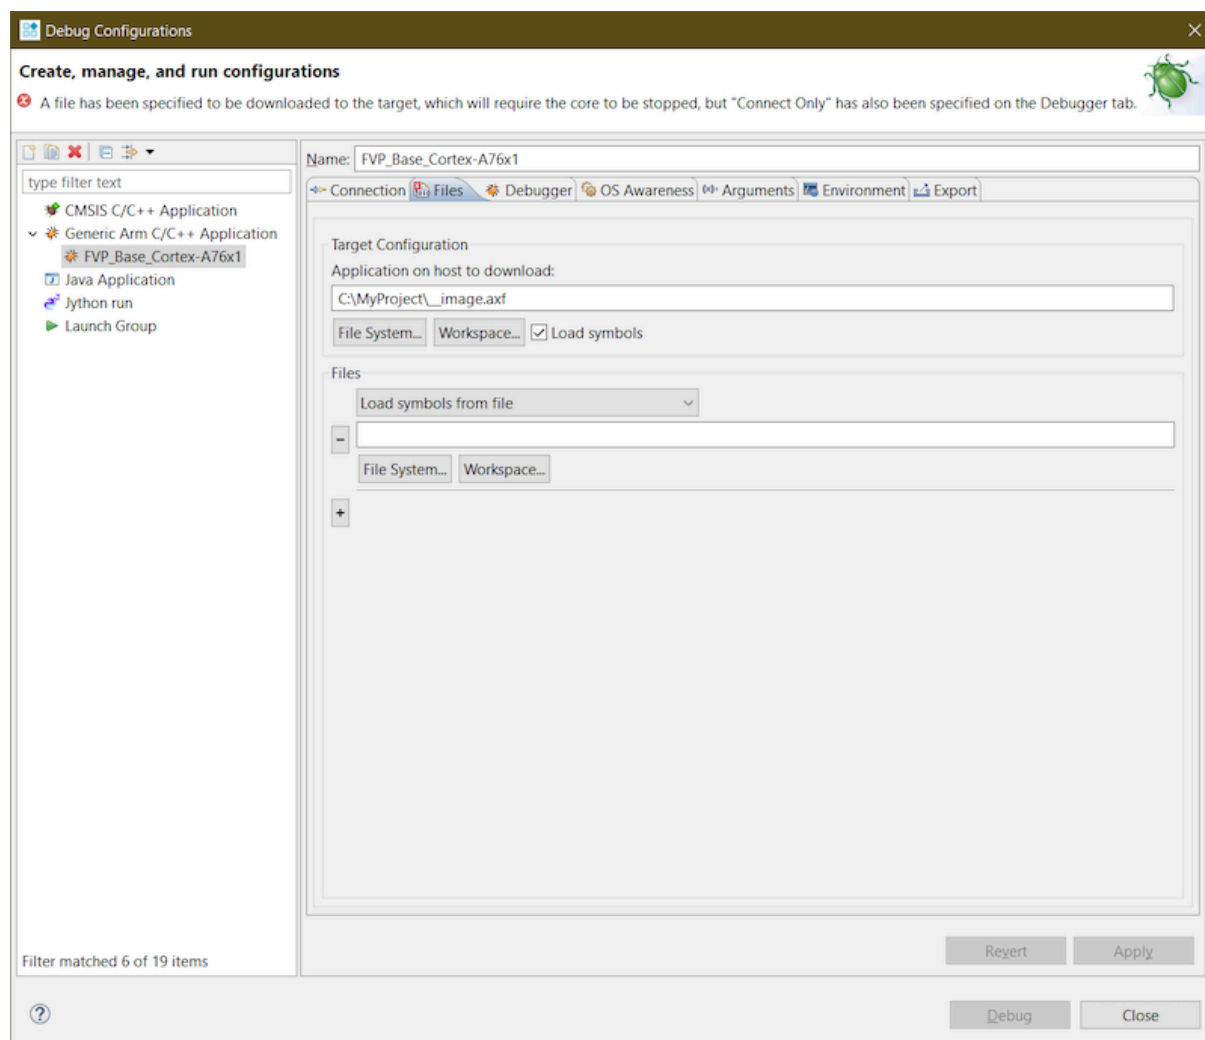 Debug Configurations
Create, manage, and run configurations
A file has been specified to be downloaded to the target, which will require the core to be stopped, but "Connect Only" has also been specified on the Debugger tab.
type filter text
CMSIS C/C++ Application
Generic Arm C/C++ Application
FVP_Base_Cortex-A76x1
Java Application
Jython run
Launch Group
Filter matched 6 of 19 items
Name: FVP_Base_Cortex-A76x1
Connection Files Debugger OS Awareness Arguments Environment Export
Target Configuration
Application on host to download:
C:\MyProject\__image.axf
File System... Workspace... Load symbols
Files
Load symbols from file
File System... Workspace...
Revert Apply
Debug Close